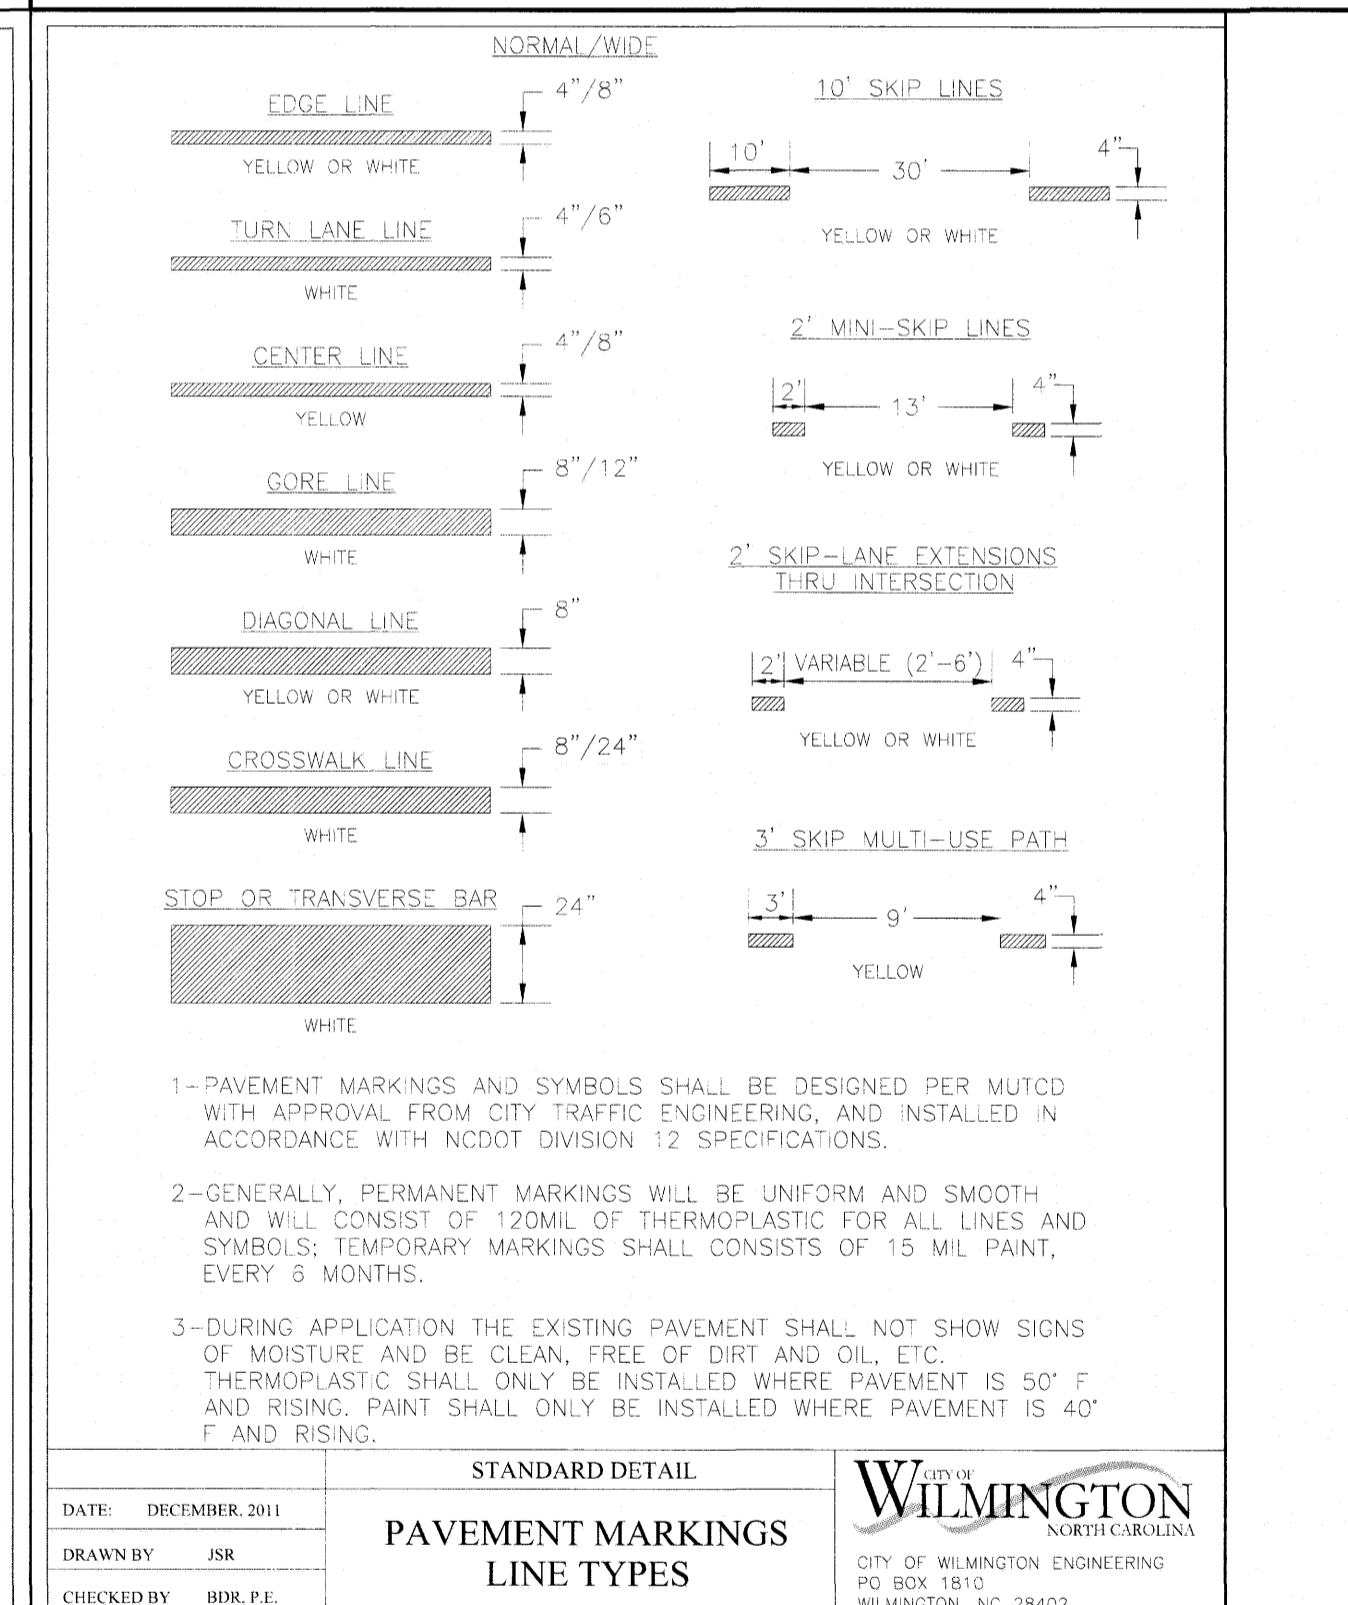 NORMAL/WIDE
EDGE LINE
4"/8"
YELLOW OR WHITE
TURN LANE LINE
4"/6"
WHITE
CENTER LINE
4"/8"
YELLOW
GORE LINE
8"/12"
WHITE
DIAGONAL LINE
8"
YELLOW OR WHITE
CROSSWALK LINE
8"/24"
WHITE
STOP OR TRANSVERSE BAR
24"
WHITE
10' SKIP LINES
10'
30'
4"
YELLOW OR WHITE
2' MINI-SKIP LINES
2'
13'
4"
YELLOW OR WHITE
2' SKIP-LANE EXTENSIONS
THRU INTERSECTION
2'
VARIABLE (2'-6')
4"
YELLOW OR WHITE
3' SKIP MULTI-USE PATH
3'
9'
4"
YELLOW
1-PAVEMENT MARKINGS AND SYMBOLS SHALL BE DESIGNED PER MUTCD
WITH APPROVAL FROM CITY TRAFFIC ENGINEERING, AND INSTALLED IN
ACCORDANCE WITH NCDOT DIVISION 12 SPECIFICATIONS.
2-GENERALLY, PERMANENT MARKINGS WILL BE UNIFORM AND SMOOTH
AND WILL CONSIST OF 120MIL OF THERMOPLASTIC FOR ALL LINES AND
SYMBOLS; TEMPORARY MARKINGS SHALL CONSISTS OF 15 MIL PAINT,
EVERY 6 MONTHS.
3-DURING APPLICATION THE EXISTING PAVEMENT SHALL NOT SHOW SIGNS
OF MOISTURE AND BE CLEAN, FREE OF DIRT AND OIL, ETC.
THERMOPLASTIC SHALL ONLY BE INSTALLED WHERE PAVEMENT IS 50° F
AND RISING. PAINT SHALL ONLY BE INSTALLED WHERE PAVEMENT IS 40°
F AND RISING.
DATE: DECEMBER, 2011
DRAWN BY JSR
CHECKED BY BDR, P.E.
STANDARD DETAIL
PAVEMENT MARKINGS
LINE TYPES
CITY OF
WILMINGTON
NORTH CAROLINA
CITY OF WILMINGTON ENGINEERING
PO BOX 1810
WILMINGTON, NC 28402